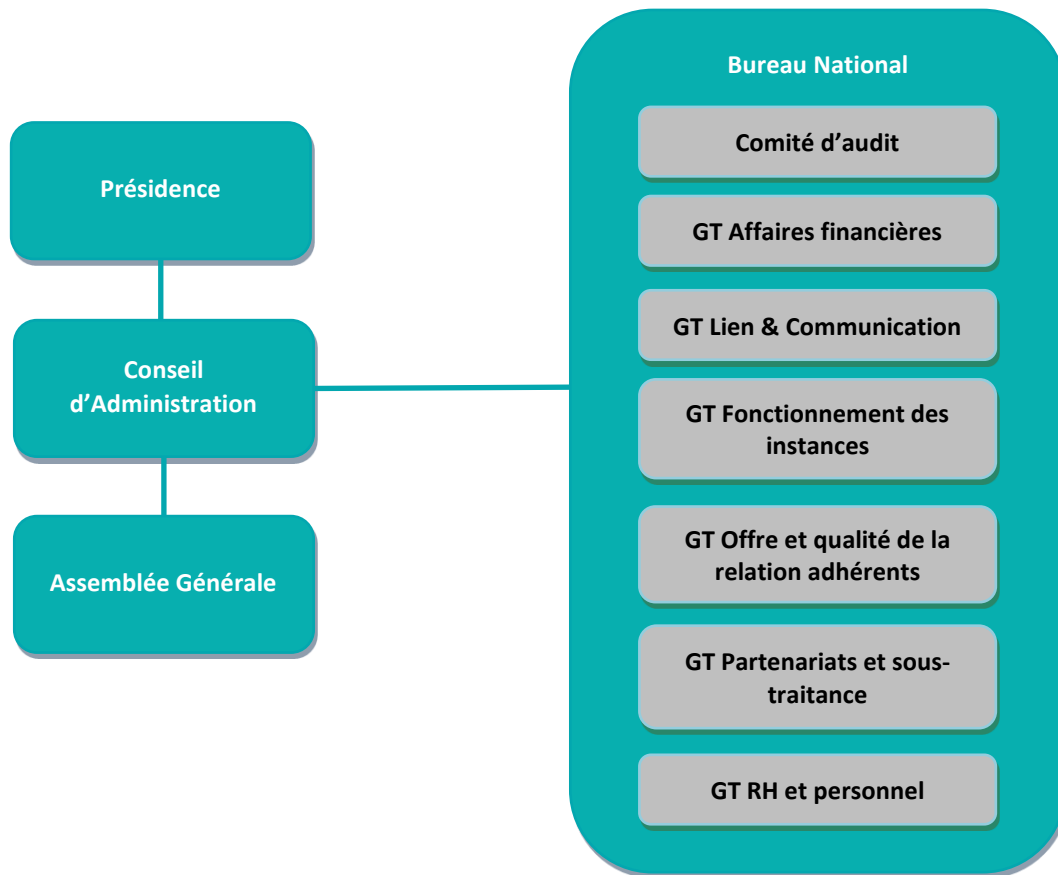 Présidence
Conseil
d’Administration
Assemblée Générale
Bureau National
Comité d’audit
GT Affaires financières
GT Lien & Communication
GT Fonctionnement des
instances
GT Offre et qualité de la
relation adhérents
GT Partenariats et sous-
traitance
GT RH et personnel